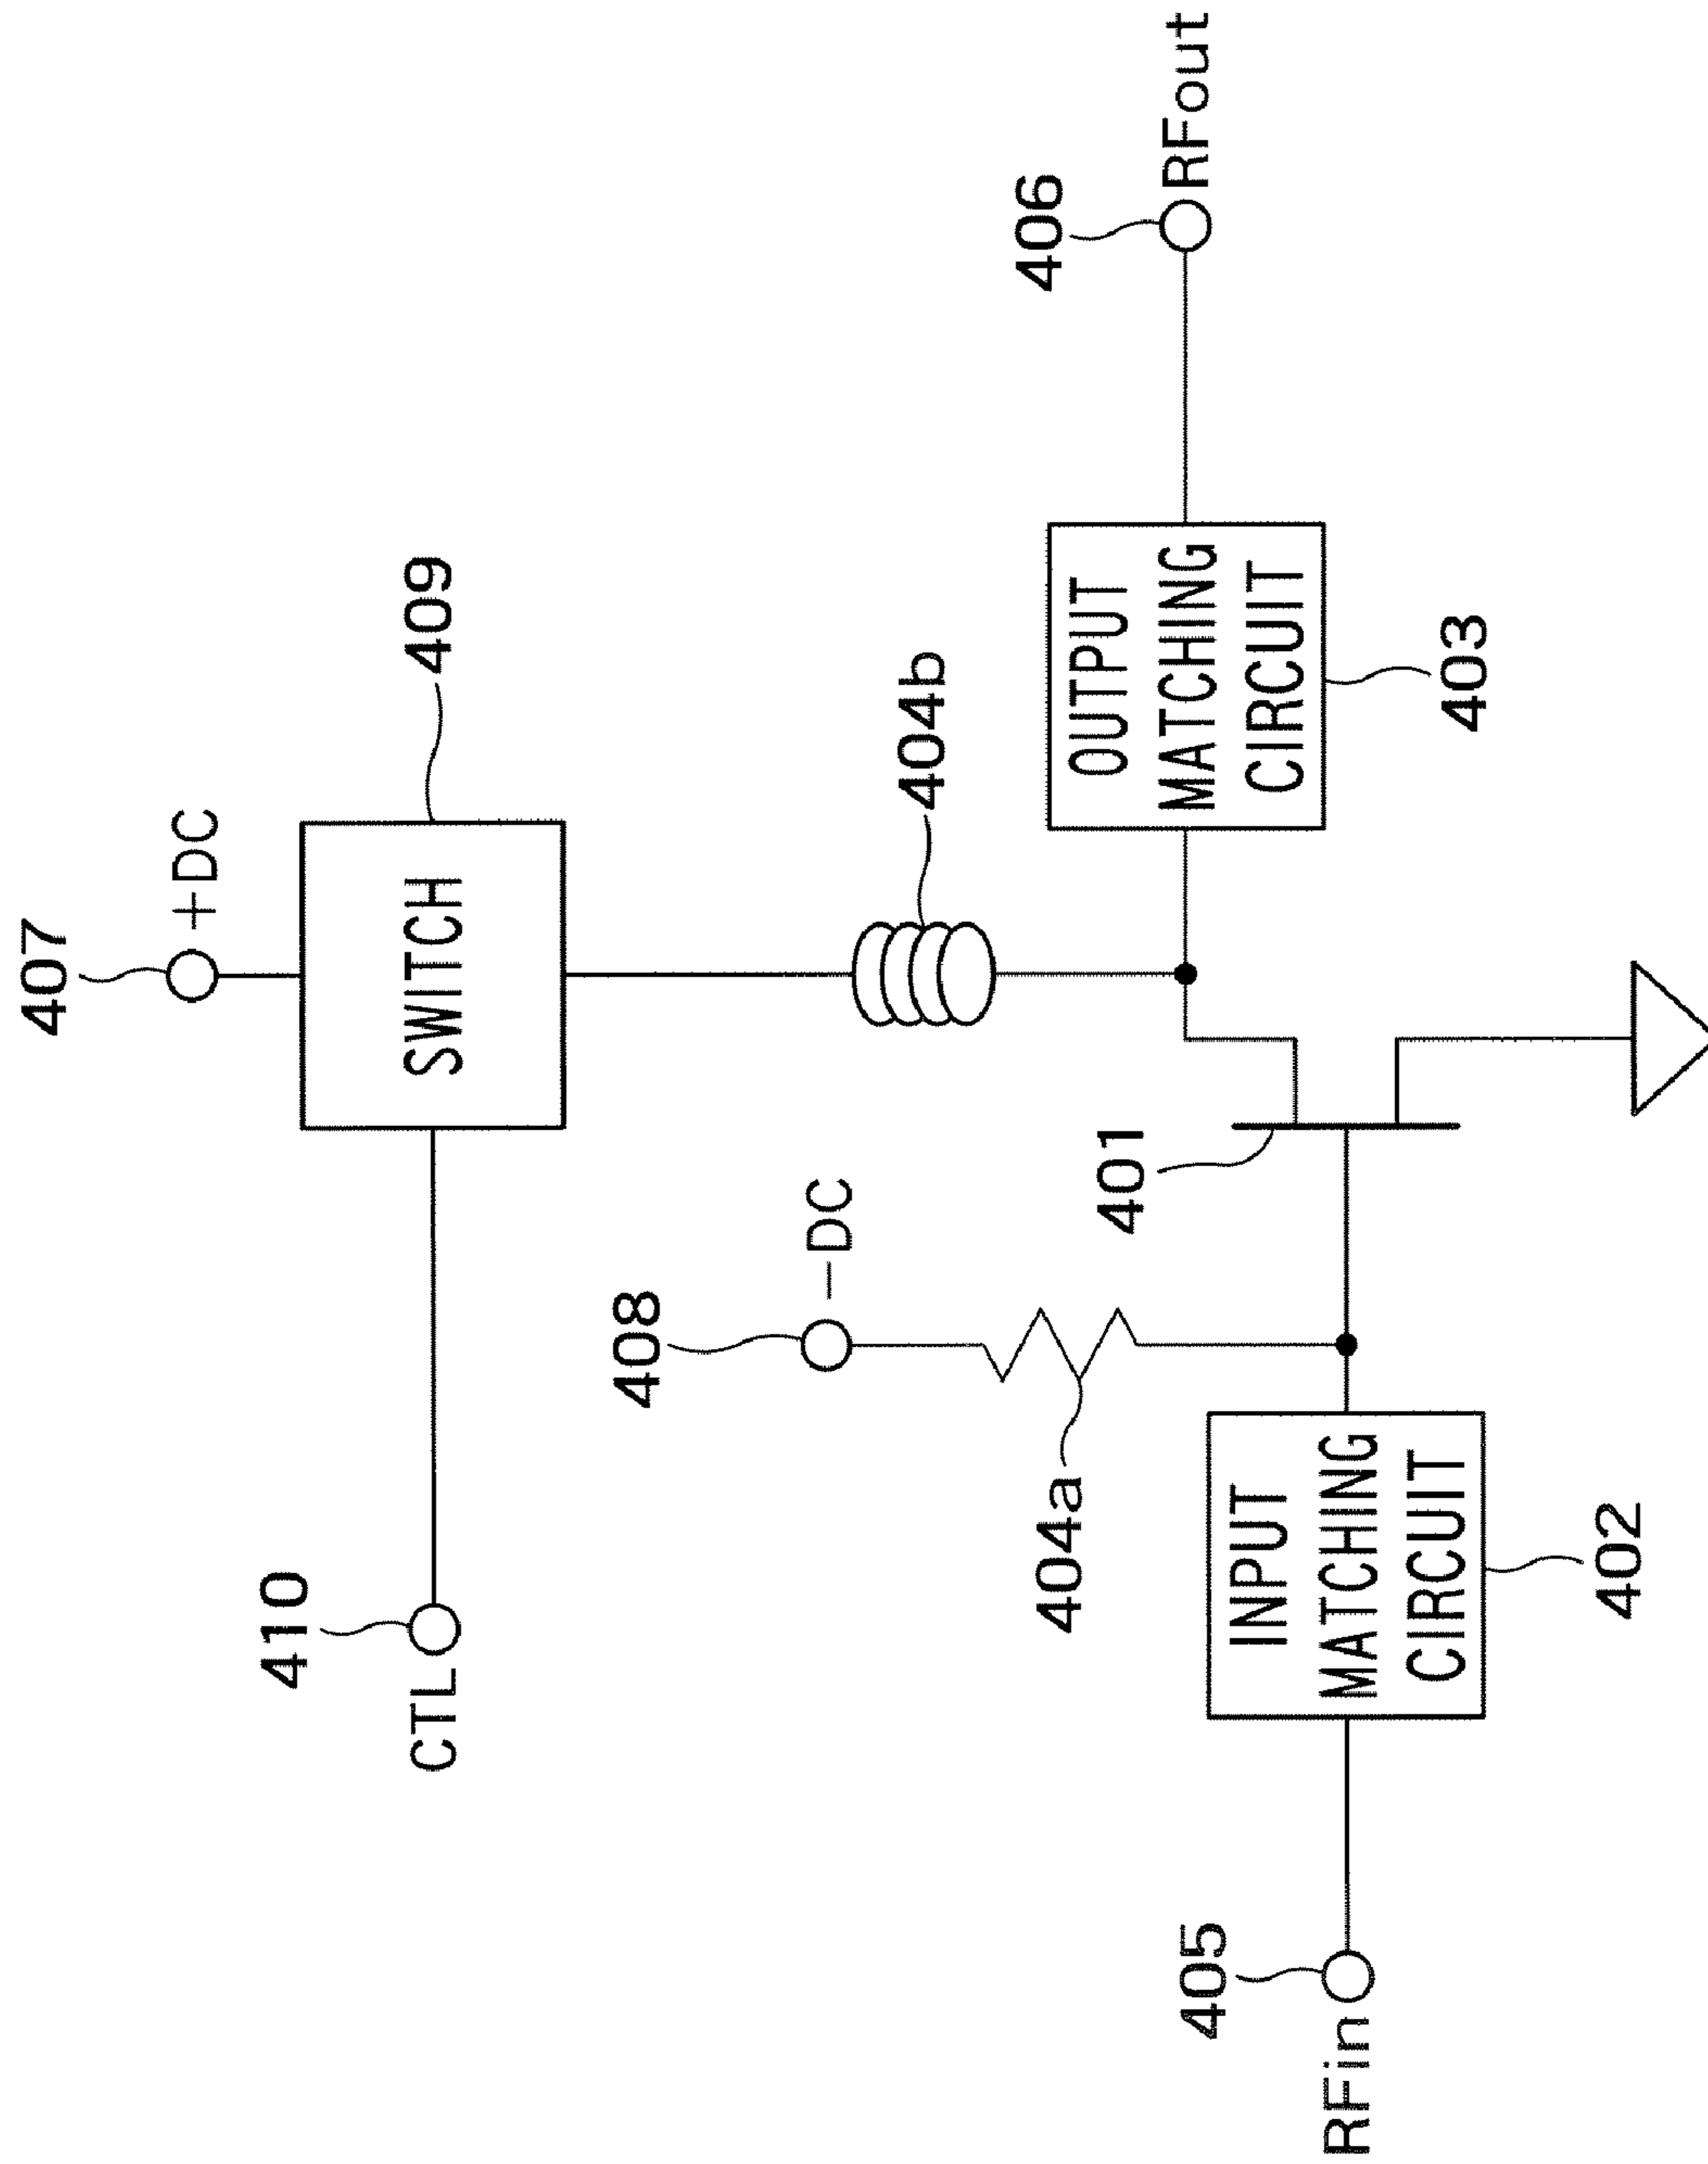 407
+DC
410
CTL
SWITCH
409
408
-DC
404b
404a
401
406
RFout
OUTPUT
MATCHING
CIRCUIT
403
405
RFin
INPUT
MATCHING
CIRCUIT
402